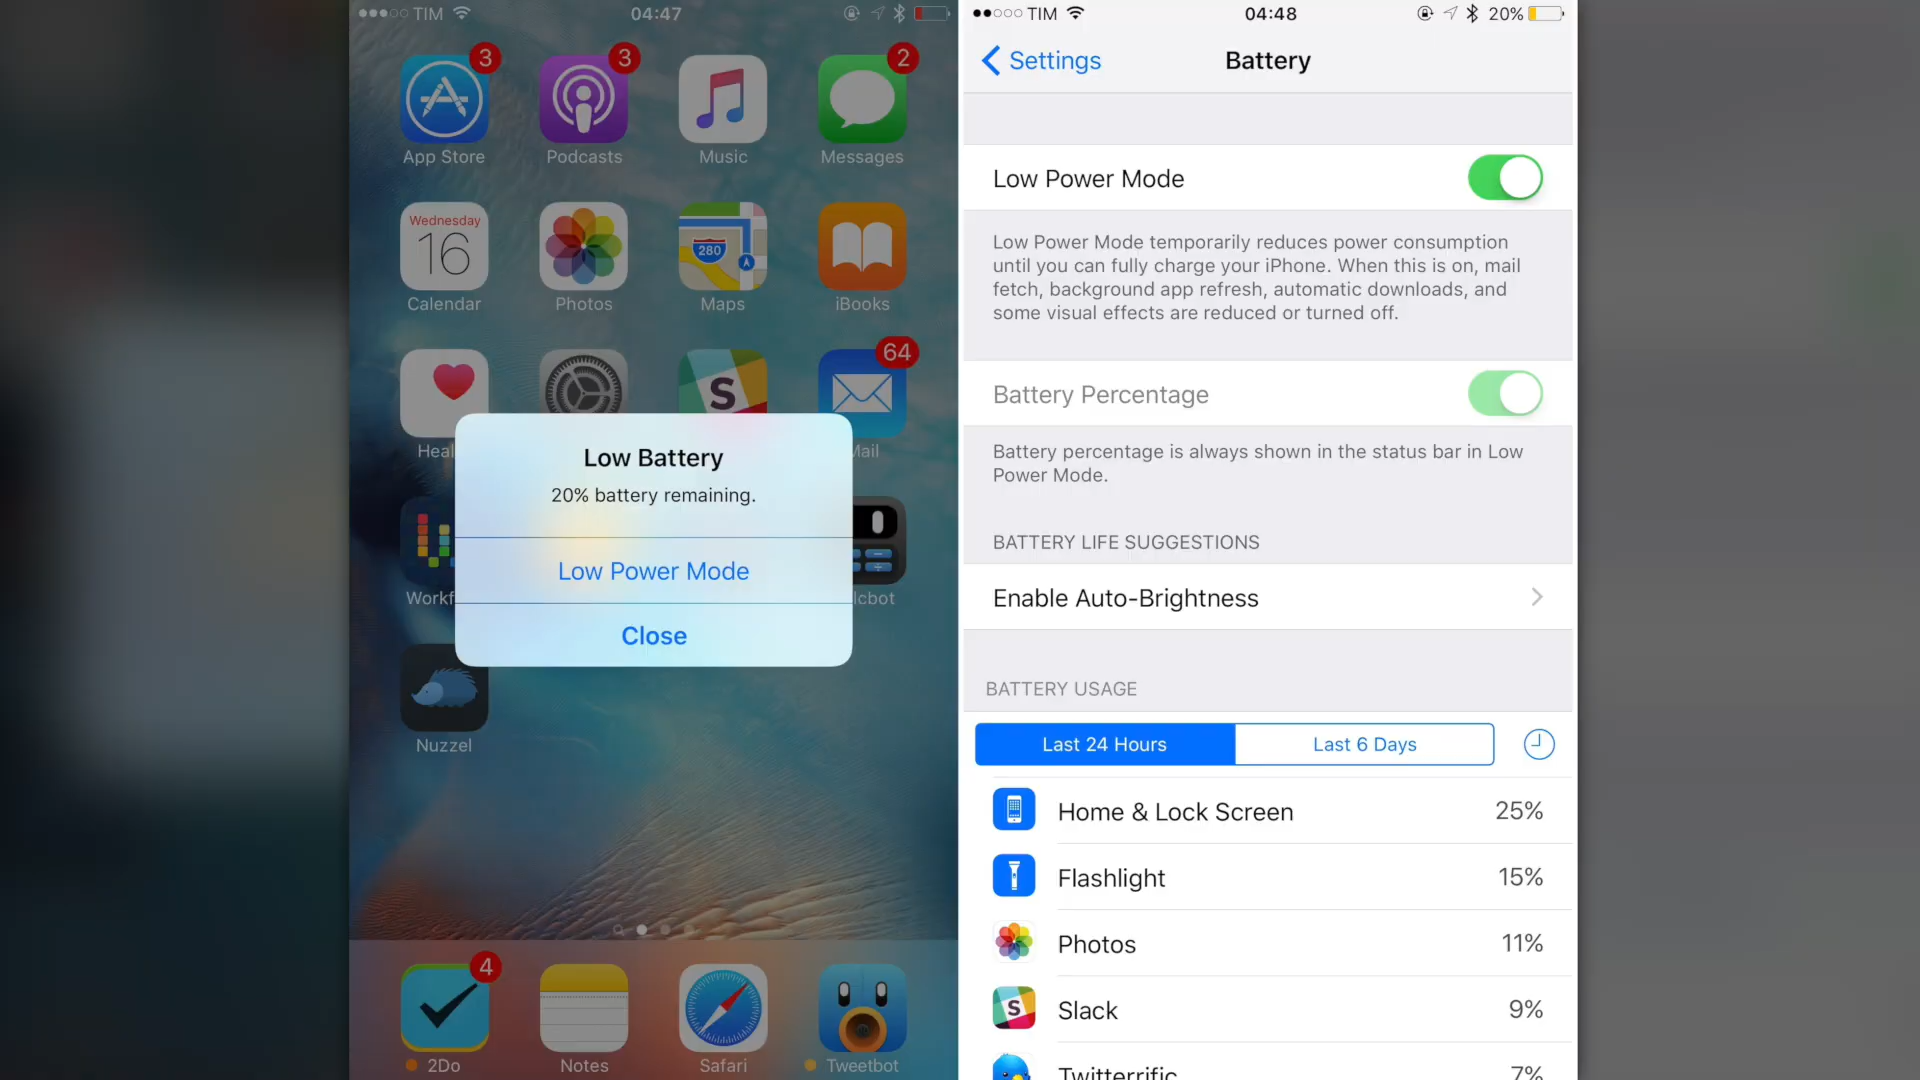 TIM
04:47
3
3
2
App Store
Podcasts
Music
Messages
Wednesday
16
280
Calendar
Photos
Maps
iBooks
S
64
Heal
Mail
Low Battery
20% battery remaining.
Low Power Mode
Close
Workf
lcbot
Nuzzel
4
2Do
Notes
Safari
Tweetbot
TIM
04:48
20%
Settings
Battery
Low Power Mode
Low Power Mode temporarily reduces power consumption
until you can fully charge your iPhone. When this is on, mail
fetch, background app refresh, automatic downloads, and
some visual effects are reduced or turned off.
Battery Percentage
Battery percentage is always shown in the status bar in Low
Power Mode.
BATTERY LIFE SUGGESTIONS
Enable Auto-Brightness
BATTERY USAGE
Last 24 Hours
Last 6 Days
Home & Lock Screen 25%
Flashlight 15%
Photos 11%
S
Slack 9%
Twitterrific 7%